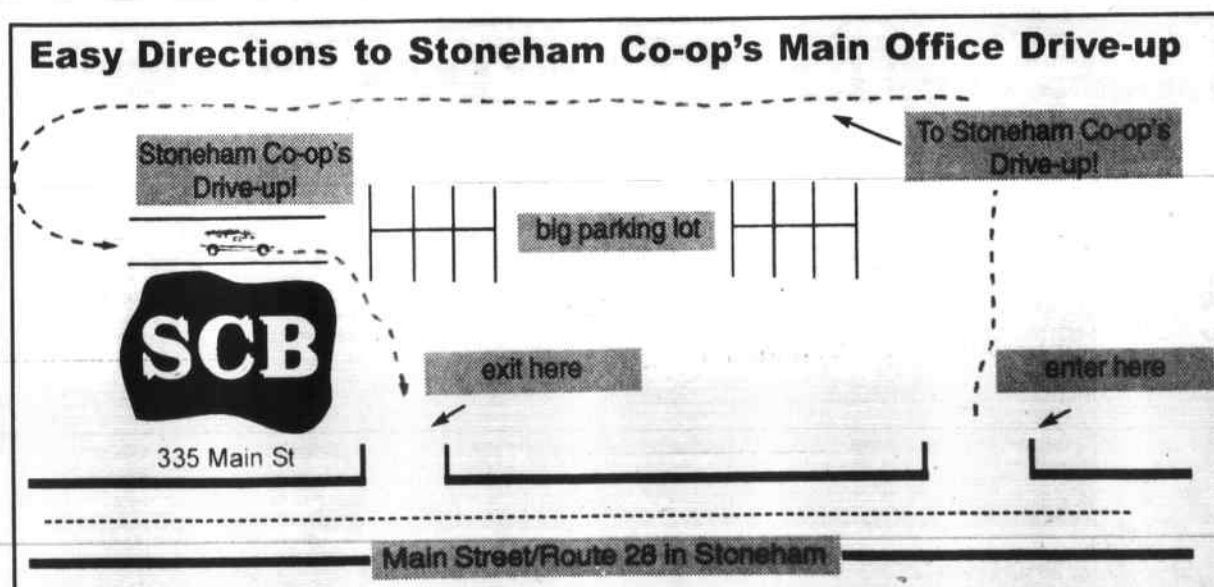 Easy Directions to Stoneham Co-op's Main Office Drive-up
Stoneham Co-op's
Drive-up!
To Stoneham Co-op's
Drive-up!
big parking lot
SCB
exit here
enter here
335 Main St
Main Street/Route 28 in Stoneham